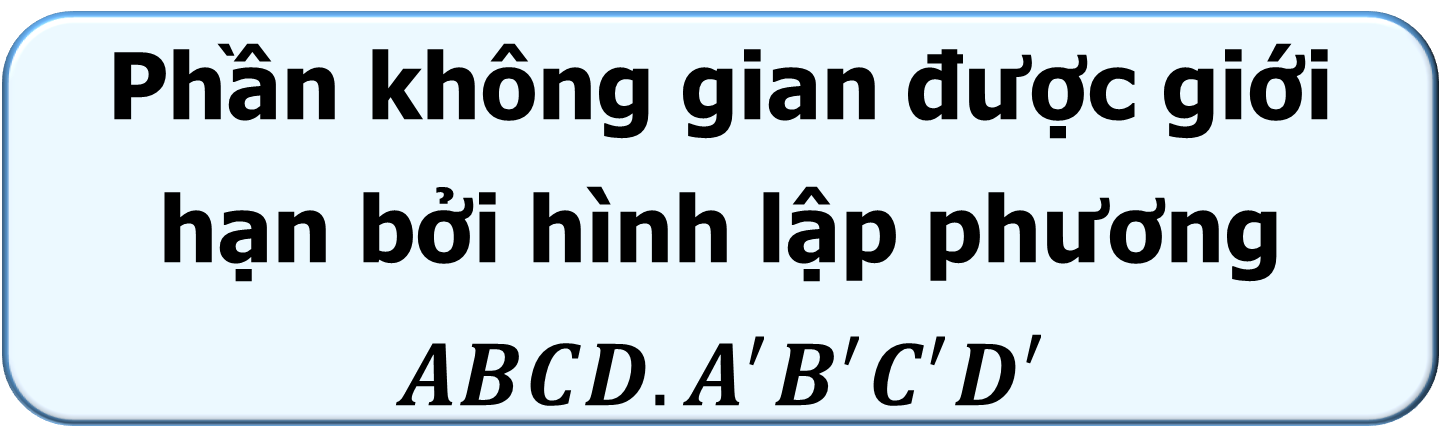 Phần không gian được giới
hạn bởi hình lập phương
ABCD.A′B′C′D′